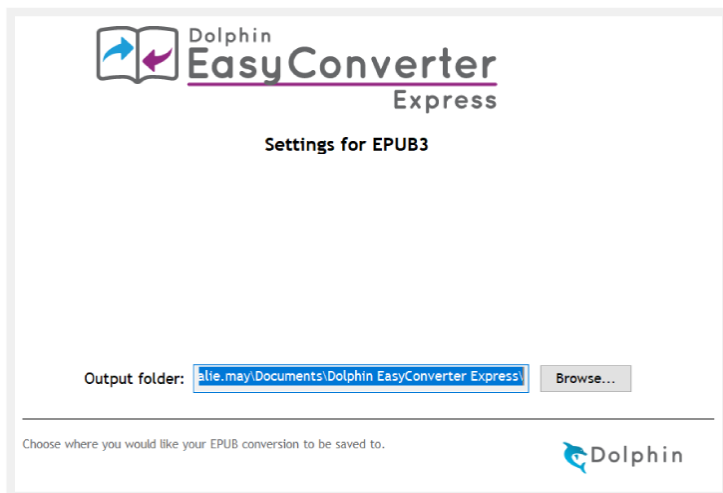 Dolphin
EasyConverter
Express
Settings for EPUB3
Output folder: alie.may\Documents\Dolphin EasyConverter Express\ Browse...
Choose where you would like your EPUB conversion to be saved to.
Dolphin